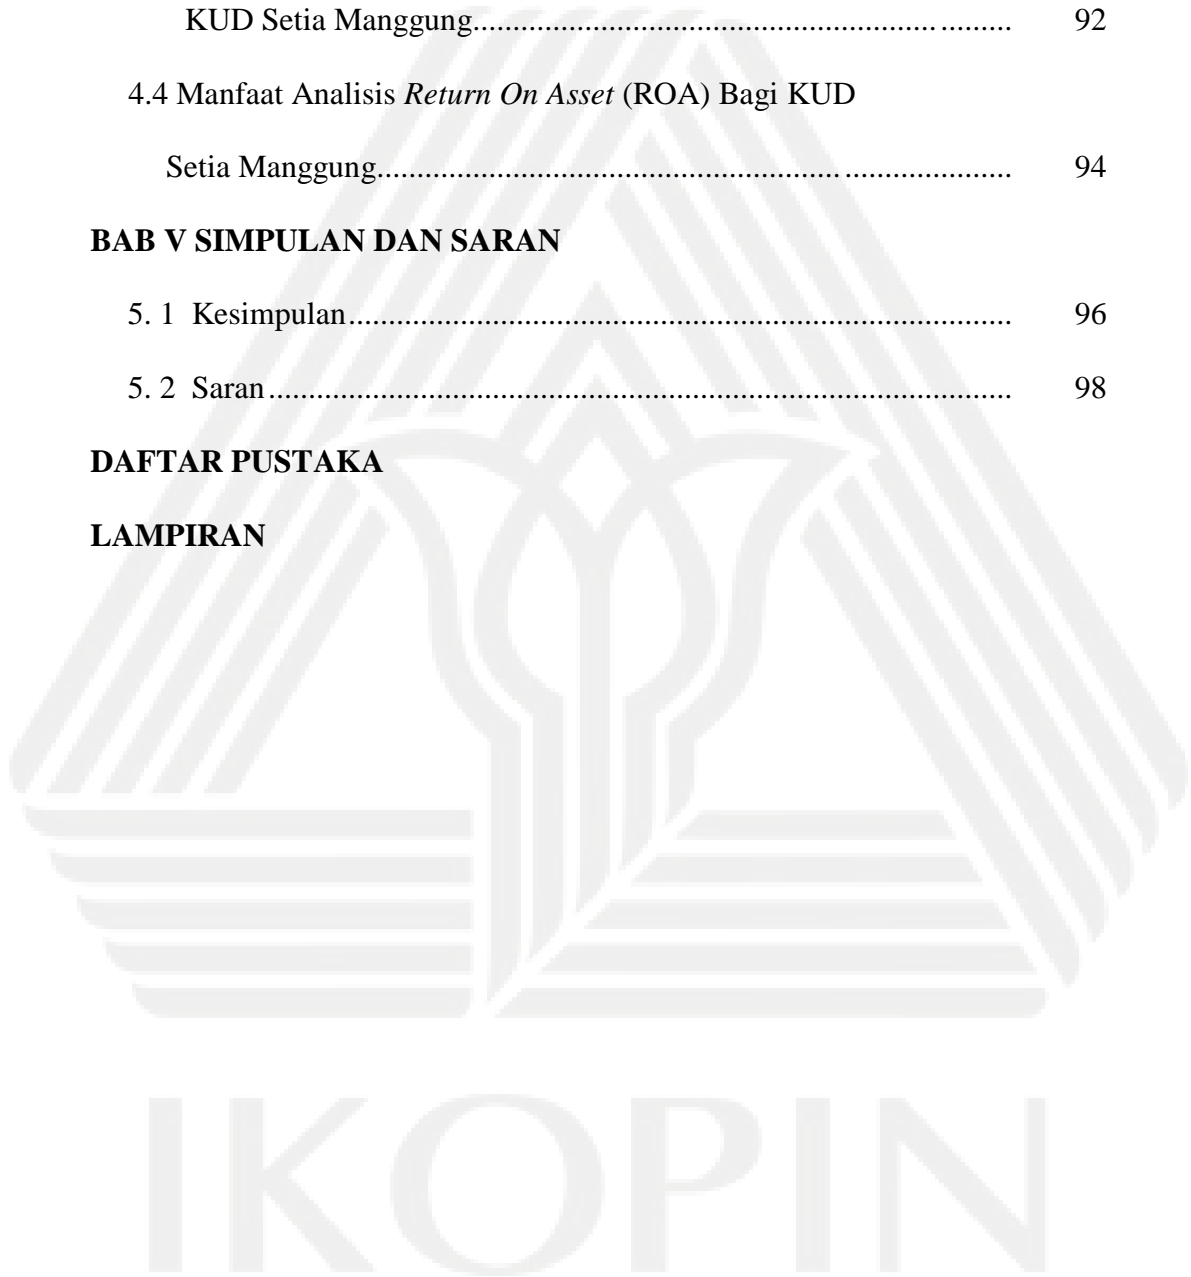 KUD Setia Manggung.................................................................... 92
4.4 Manfaat Analisis Return On Asset (ROA) Bagi KUD
Setia Manggung............................................................................... 94
BAB V SIMPULAN DAN SARAN
5. 1 Kesimpulan................................................................................... 96
5. 2 Saran............................................................................................. 98
DAFTAR PUSTAKA
LAMPIRAN
IKOPIN